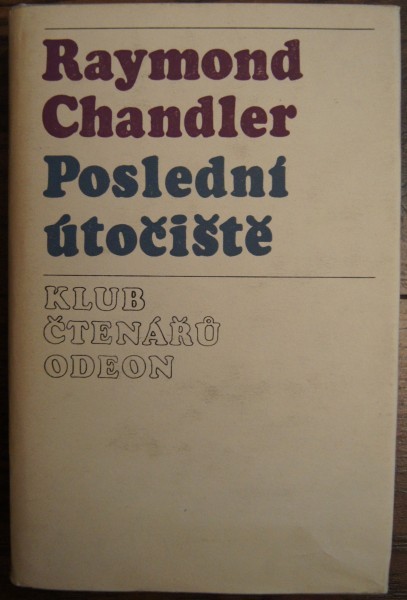 Raymond
Chandler
Poslední
útočiště
KLUB
ČTENÁŘŮ
ODEON